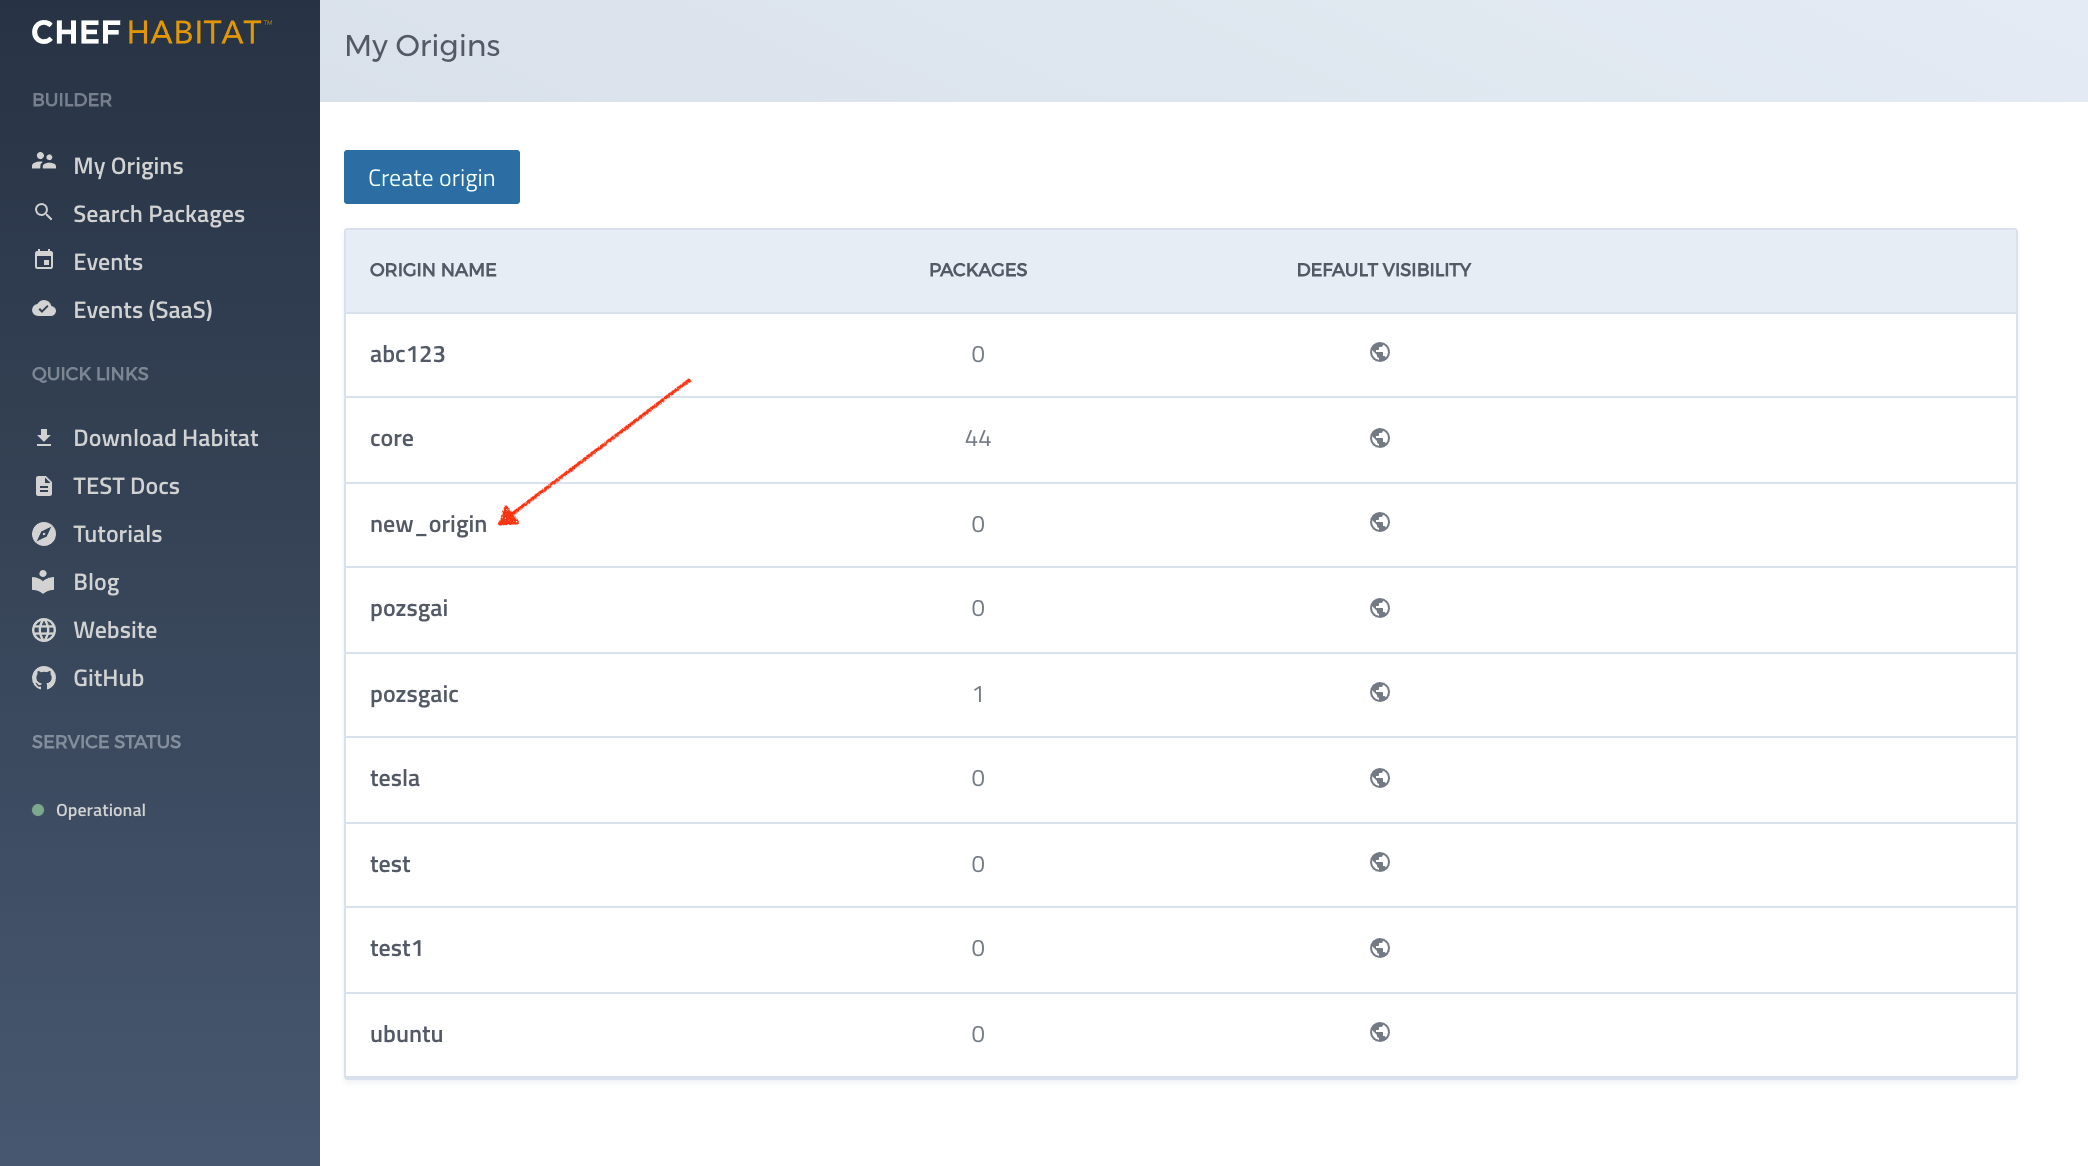 CHEF HABITAT™
BUILDER
My Origins
Search Packages
Events
Events (SaaS)
QUICK LINKS
Download Habitat
TEST Docs
Tutorials
Blog
Website
GitHub
SERVICE STATUS
Operational
My Origins
Create origin
ORIGIN NAME PACKAGES DEFAULT VISIBILITY
abc123 0
core 44
new_origin 0
pozsgai 0
pozsgaic 1
tesla 0
test 0
test1 0
ubuntu 0